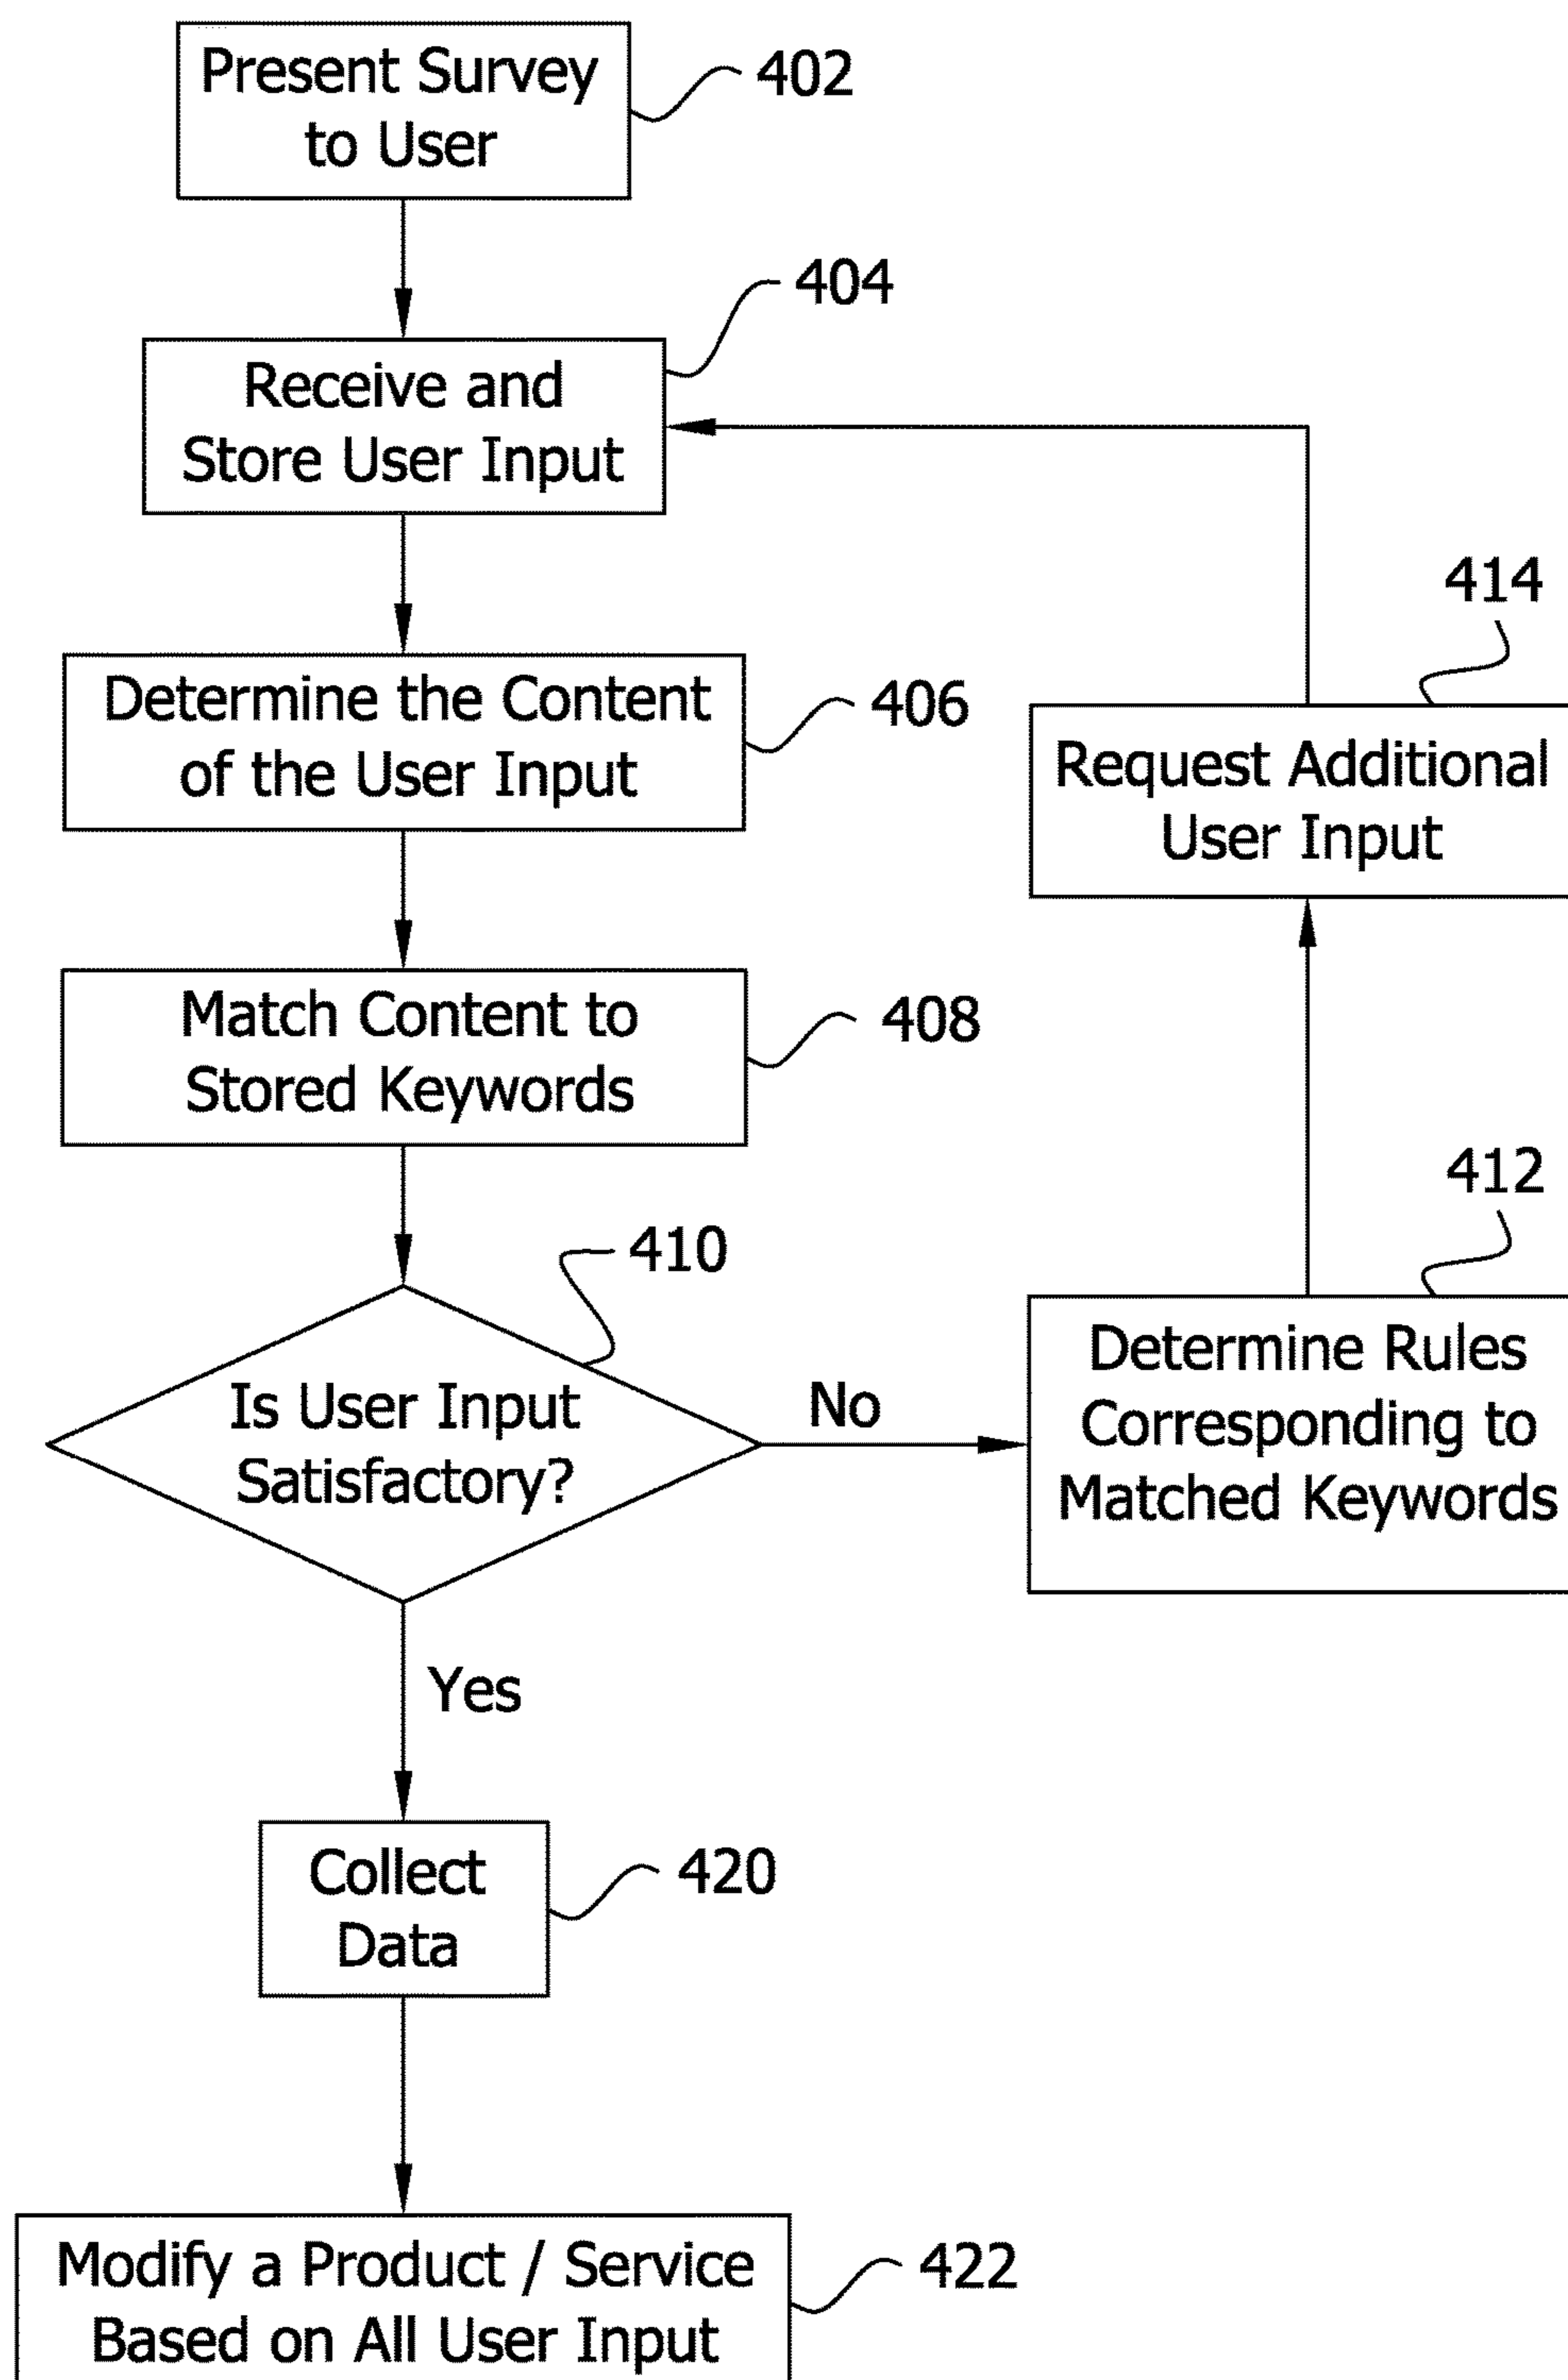 Present Survey
to User
402
404
Receive and
Store User Input
414
Determine the Content
of the User Input
406
Request Additional
User Input
Match Content to
Stored Keywords
408
412
410
Is User Input
Satisfactory?
No
Determine Rules
Corresponding to
Matched Keywords
Yes
Collect
Data
420
Modify a Product / Service
Based on All User Input
422